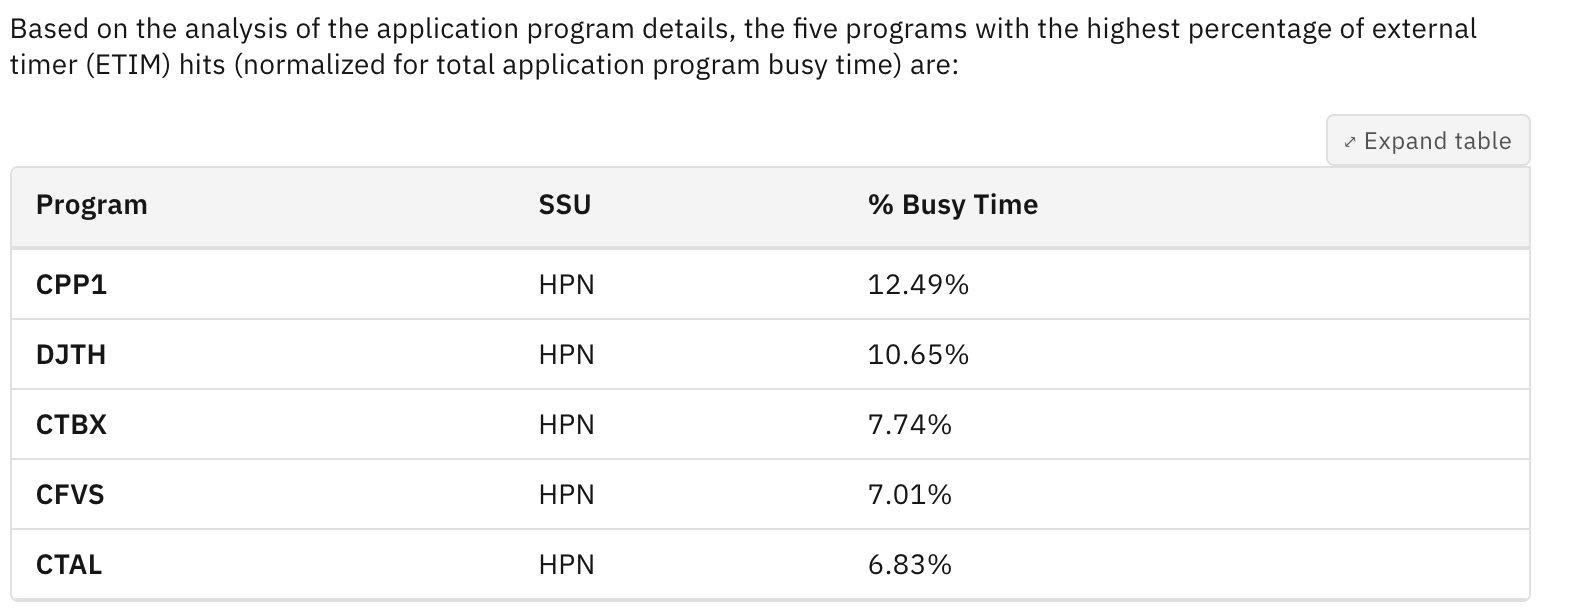 Based on the analysis of the application program details, the five programs with the highest percentage of external
timer (ETIM) hits (normalized for total application program busy time) are:
⤢ Expand table
Program SSU % Busy Time
CPP1 HPN 12.49%
DJTH HPN 10.65%
CTBX HPN 7.74%
CFVS HPN 7.01%
CTAL HPN 6.83%